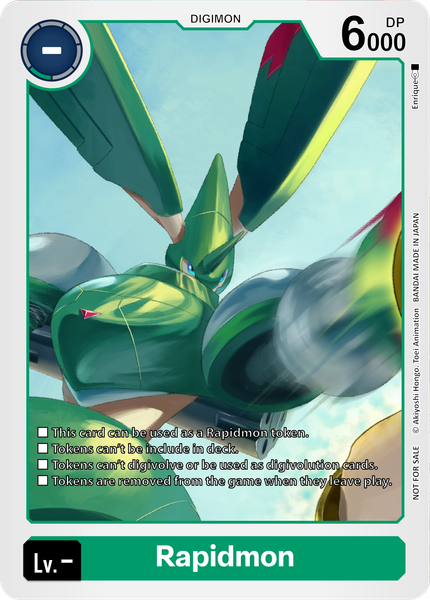 DIGIMON
DP
6000
-
Enrique
□ This card can be used as a Rapidmon token.
□ Tokens can't be include in deck.
□ Tokens can't digivolve or be used as digivolution cards.
□ Tokens are removed from the game when they leave play.
NOT FOR SALE © Akiyoshi Hongo. Toei Animation BANDAI MADE IN JAPAN
Lv.-
Rapidmon